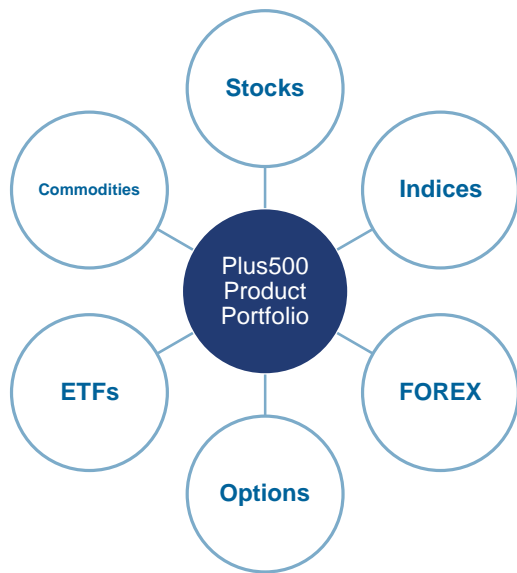 Stocks
Commodities
Indices
Plus500
Product
Portfolio
ETFs
FOREX
Options